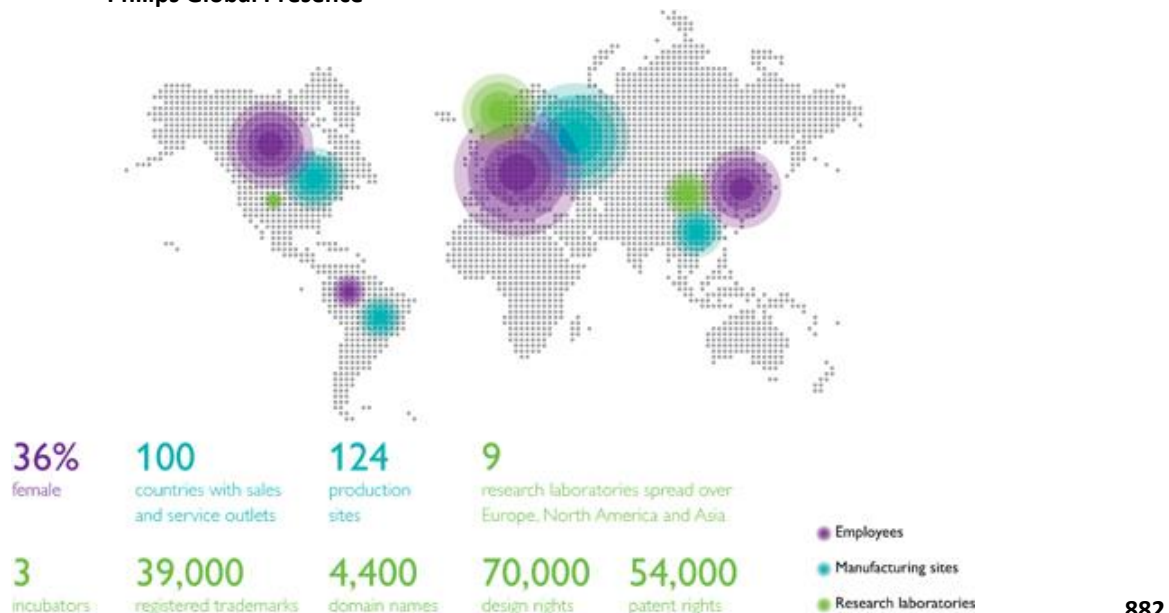 Philips Global Presence
36%
female
100
countries with sales
and service outlets
124
production
sites
9
research laboratories spread over
Europe, North America and Asia
3
incubators
39,000
registered trademarks
4,400
domain names
70,000
design rights
54,000
patent rights
Employees
Manufacturing sites
Research laboratories
882